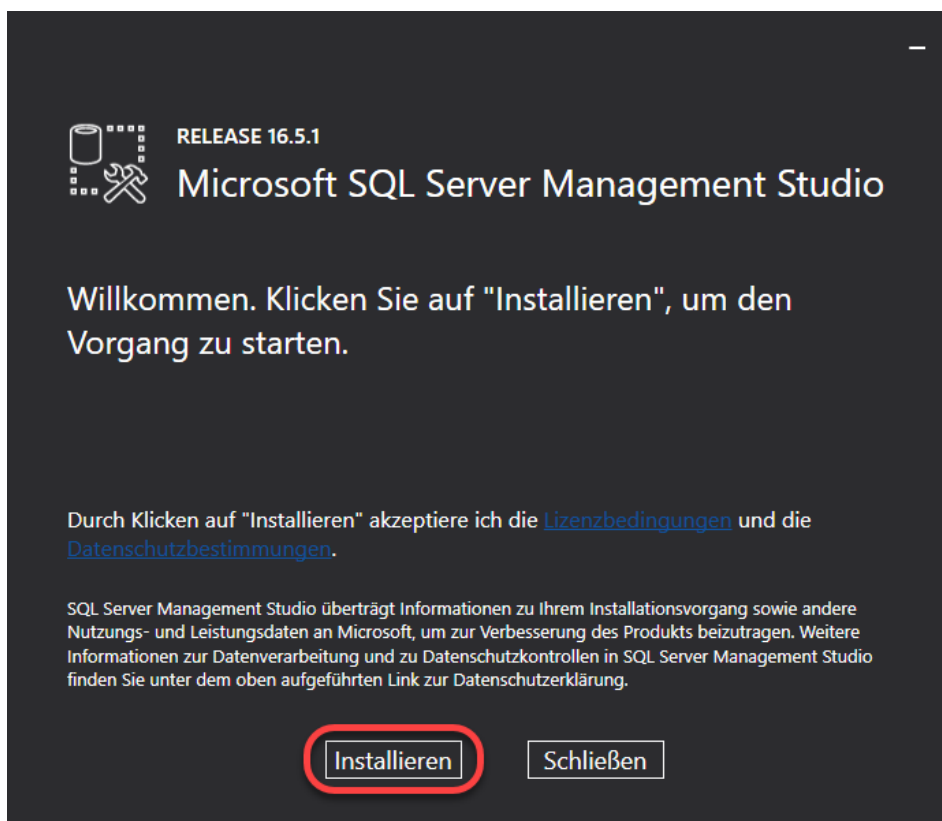 RELEASE 16.5.1
Microsoft SQL Server Management Studio
Willkommen. Klicken Sie auf "Installieren", um den
Vorgang zu starten.
Durch Klicken auf "Installieren" akzeptiere ich die Lizenzbedingungen und die
Datenschutzbestimmungen.
SQL Server Management Studio überträgt Informationen zu Ihrem Installationsvorgang sowie andere
Nutzungs- und Leistungsdaten an Microsoft, um zur Verbesserung des Produkts beizutragen. Weitere
Informationen zur Datenverarbeitung und zu Datenschutzkontrollen in SQL Server Management Studio
finden Sie unter dem oben aufgeführten Link zur Datenschutzerklärung.
Installieren Schließen